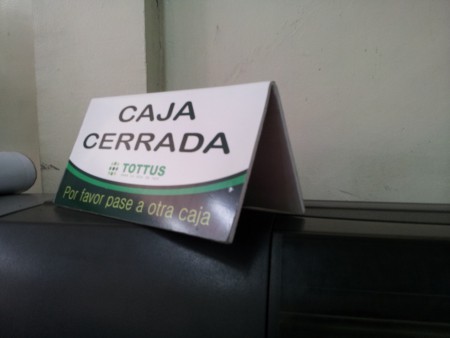 CAJA
CERRADA
TOTTUS
Por favor pase a otra caja